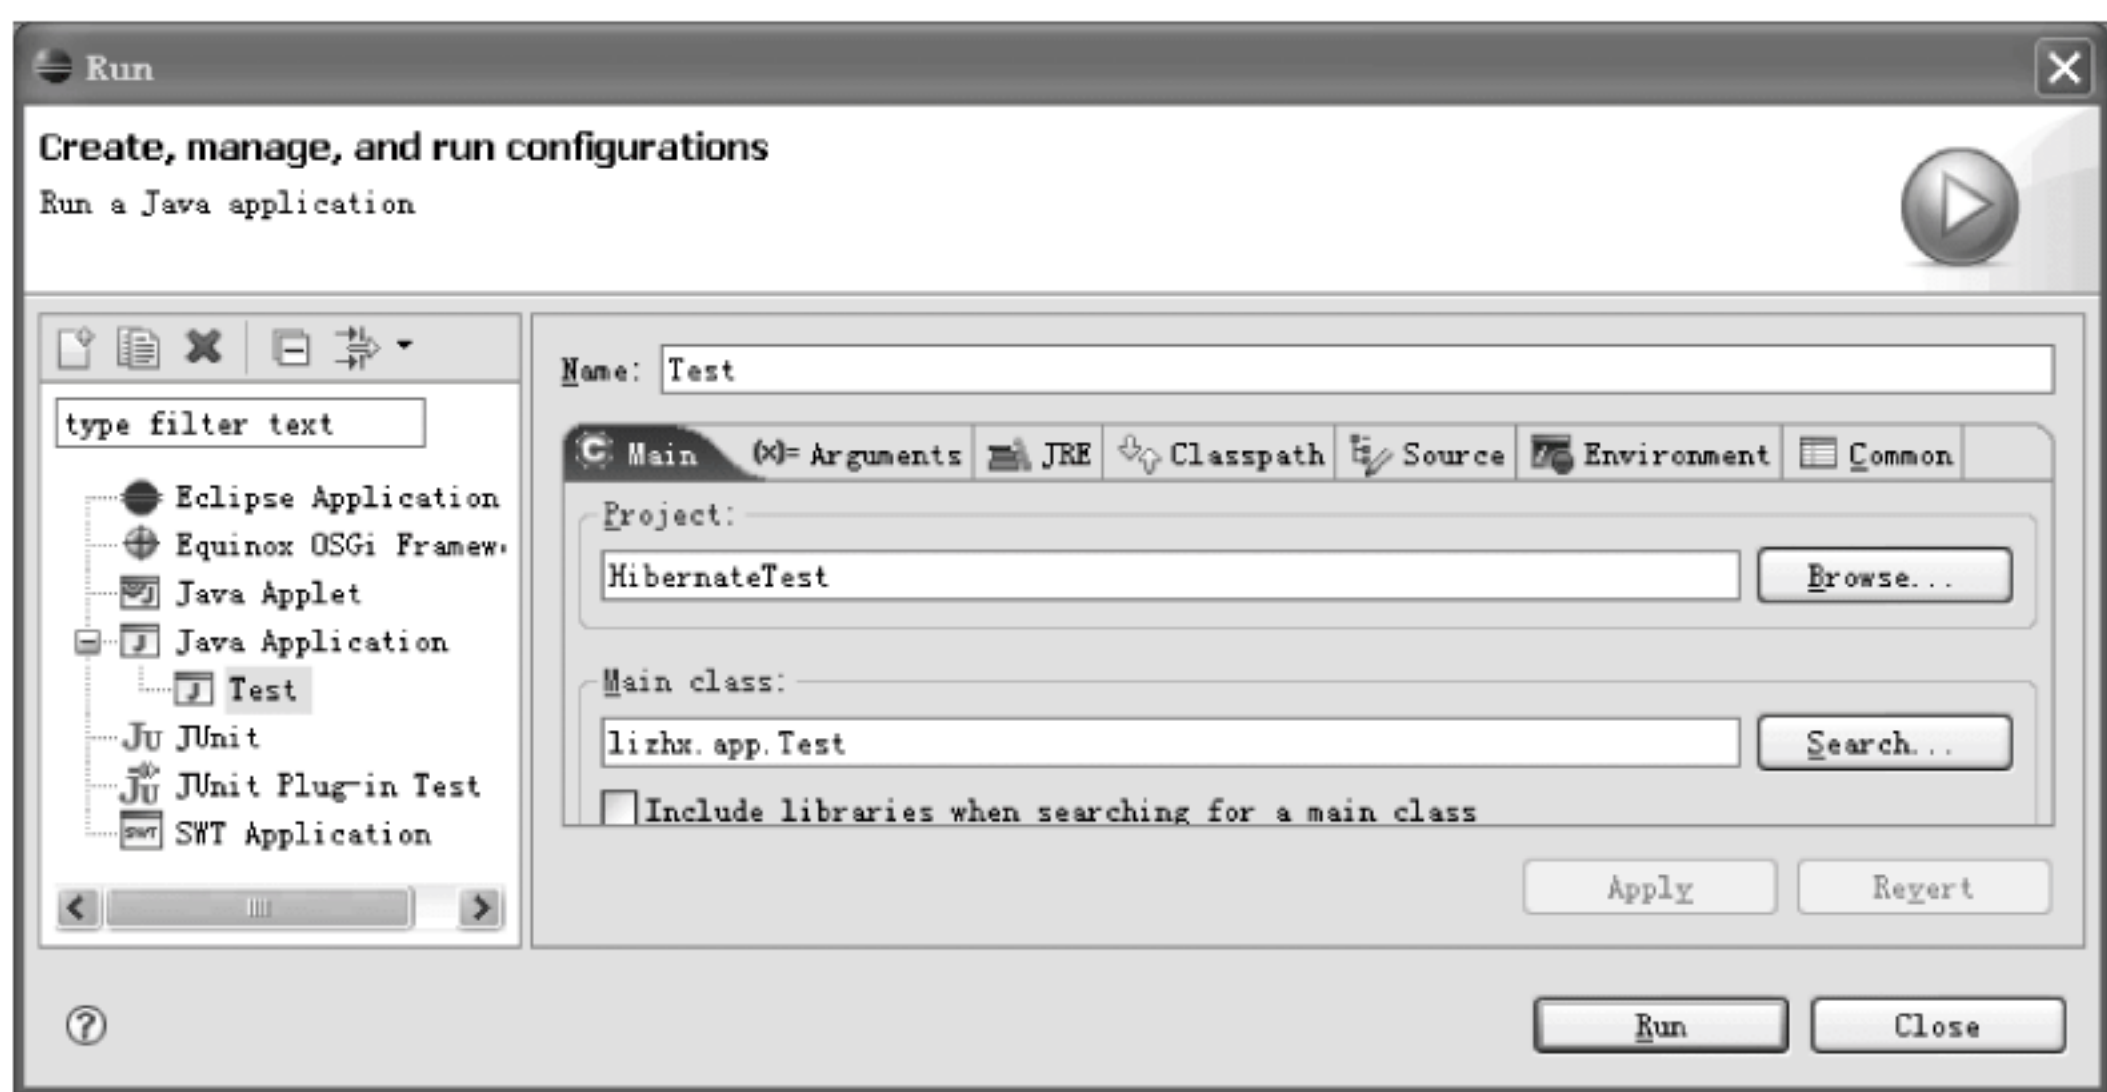 Run
Create, manage, and run configurations
Run a Java application
type filter text
Eclipse Application
Equinox OSGi
Java Applet
Java Application
Test
JUnit
JUnit Plug-in Test
SWT Application
Name: Test
Main (x)= Arguments JRE Classpath Source Environment Common
Project:
HibernateTest Browse...
Main class:
lizhx.app.Test Search...
Include libraries when searching for a main class
Apply Revert
Run Close